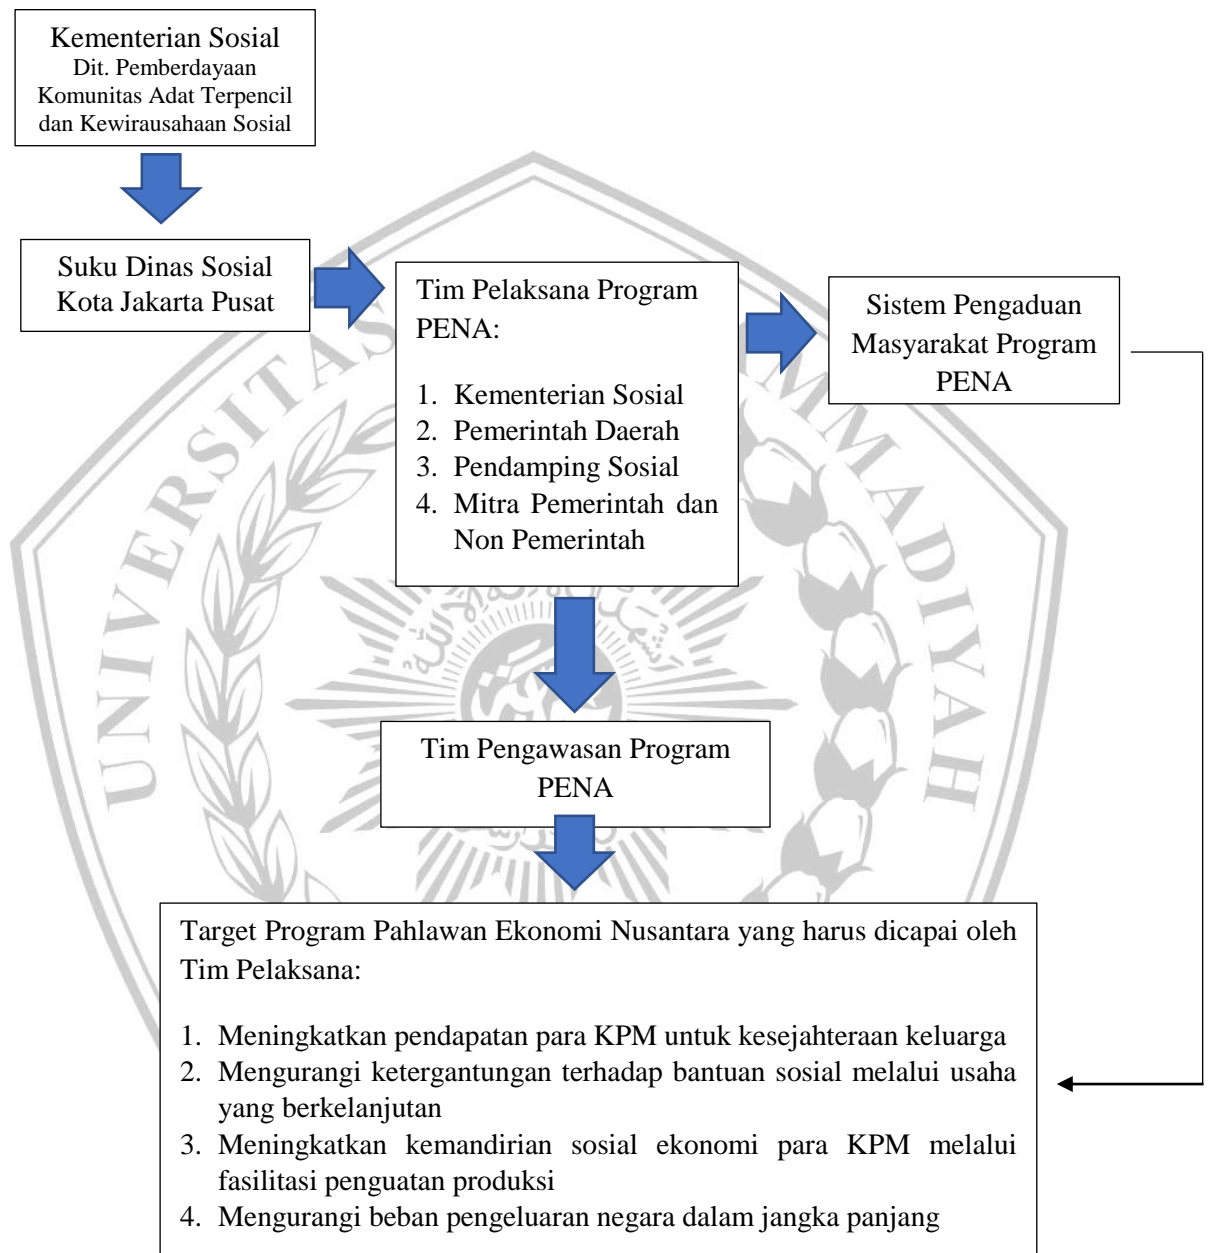 Kementerian Sosial
Dit. Pemberdayaan
Komunitas Adat Terpencil
dan Kewirausahaan Sosial
Suku Dinas Sosial
Kota Jakarta Pusat
Tim Pelaksana Program
PENA:
1. Kementerian Sosial
2. Pemerintah Daerah
3. Pendamping Sosial
4. Mitra Pemerintah dan
Non Pemerintah
Sistem Pengaduan
Masyarakat Program
PENA
Tim Pengawasan Program
PENA
Target Program Pahlawan Ekonomi Nusantara yang harus dicapai oleh
Tim Pelaksana:
1. Meningkatkan pendapatan para KPM untuk kesejahteraan keluarga
2. Mengurangi ketergantungan terhadap bantuan sosial melalui usaha
yang berkelanjutan
3. Meningkatkan kemandirian sosial ekonomi para KPM melalui
fasilitasi penguatan produksi
4. Mengurangi beban pengeluaran negara dalam jangka panjang
UNIVERSITAS